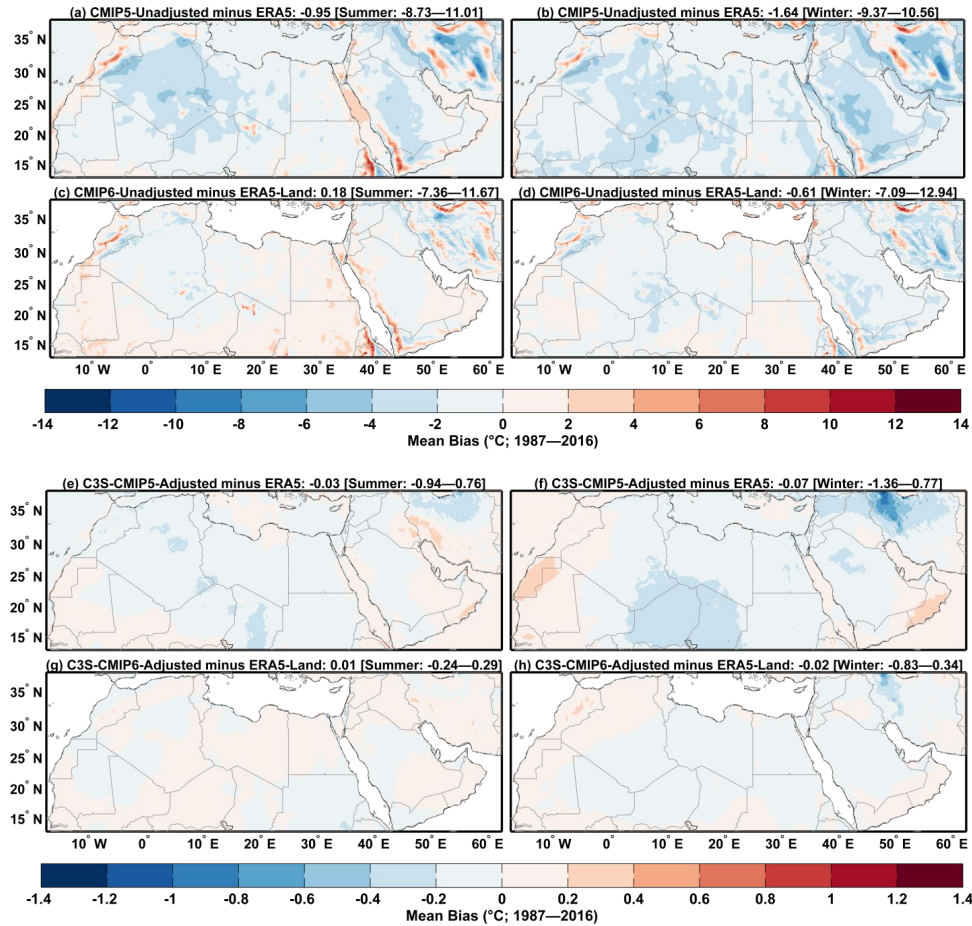 (a) CMIP5-Unadjusted minus ERA5: -0.95 [Summer: -8.73—11.01]
(b) CMIP5-Unadjusted minus ERA5: -1.64 [Winter: -9.37—10.56]
35° N
30° N
25° N
20° N
15° N
(c) CMIP6-Unadjusted minus ERA5-Land: 0.18 [Summer: -7.36—11.67]
(d) CMIP6-Unadjusted minus ERA5-Land: -0.61 [Winter: -7.09—12.94]
35° N
30° N
25° N
20° N
15° N
10° W 0° 10° E 20° E 30° E 40° E 50° E 60° E
10° W 0° 10° E 20° E 30° E 40° E 50° E 60° E
-14 -12 -10 -8 -6 -4 -2 0 2 4 6 8 10 12 14
Mean Bias (°C; 1987—2016)
(e) C3S-CMIP5-Adjusted minus ERA5: -0.03 [Summer: -0.94—0.76]
(f) C3S-CMIP5-Adjusted minus ERA5: -0.07 [Winter: -1.36—0.77]
35° N
30° N
25° N
20° N
15° N
(g) C3S-CMIP6-Adjusted minus ERA5-Land: 0.01 [Summer: -0.24—0.29]
(h) C3S-CMIP6-Adjusted minus ERA5-Land: -0.02 [Winter: -0.83—0.34]
35° N
30° N
25° N
20° N
15° N
10° W 0° 10° E 20° E 30° E 40° E 50° E 60° E
10° W 0° 10° E 20° E 30° E 40° E 50° E 60° E
-1.4 -1.2 -1 -0.8 -0.6 -0.4 -0.2 0 0.2 0.4 0.6 0.8 1 1.2 1.4
Mean Bias (°C; 1987—2016)